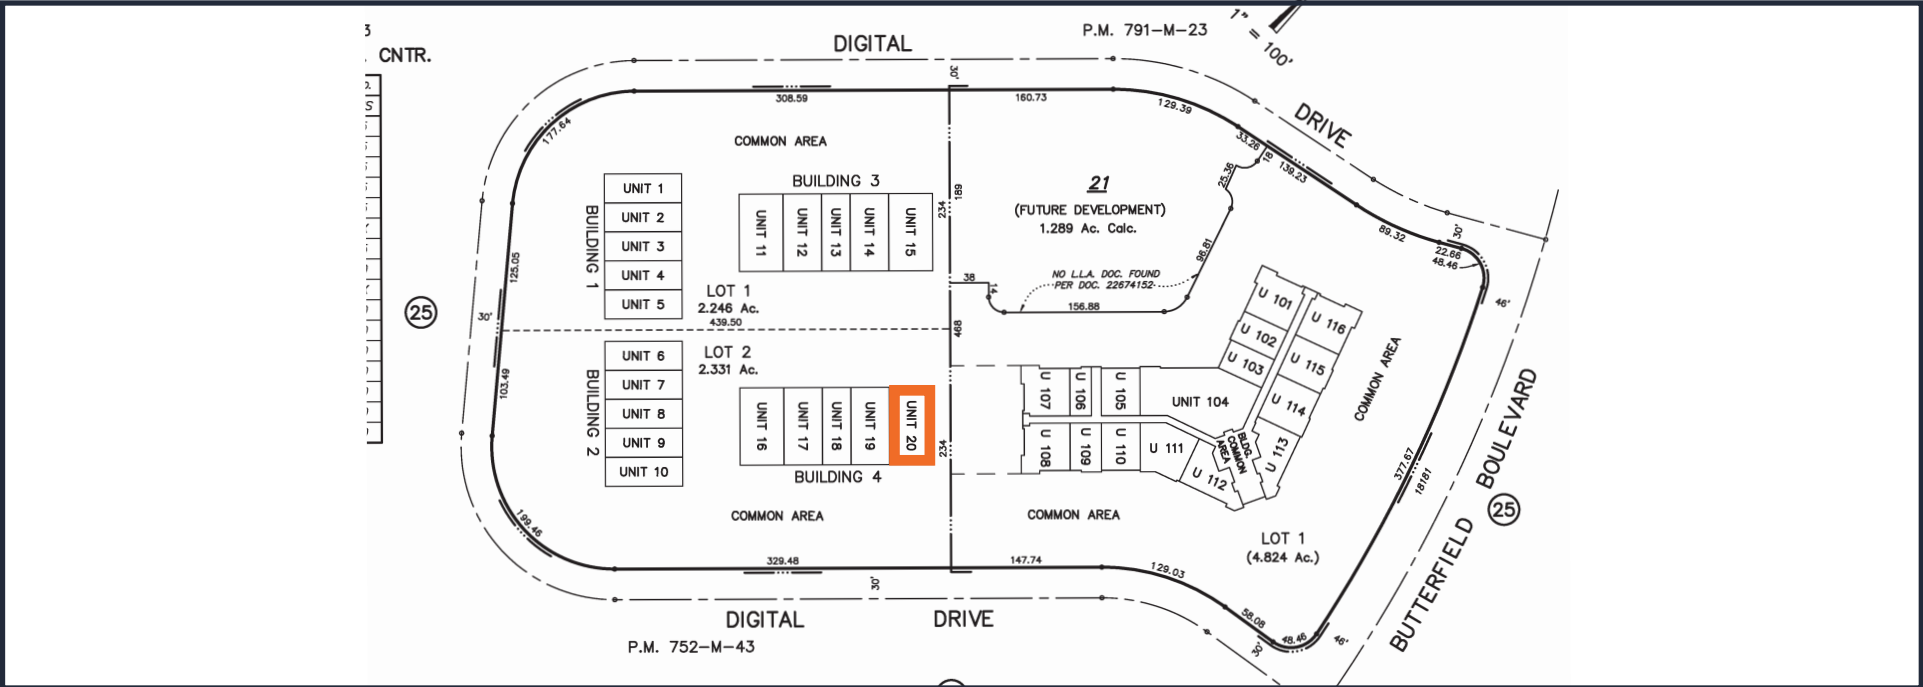 3
CNTR.
S
DIGITAL
P.M. 791-M-23
1" = 100'
DRIVE
30'
308.59
160.73
129.39
33.26
18
139.23
177.64
COMMON AREA
25.36
189
234
21
(FUTURE DEVELOPMENT)
1.289 Ac. Calc.
BUILDING 3
UNIT 11
UNIT 12
UNIT 13
UNIT 14
UNIT 15
BUILDING 1
UNIT 1
UNIT 2
UNIT 3
UNIT 4
UNIT 5
89.32
30'
22.66
48.46
46'
96.81
125.05
NO L.L.A. DOC. FOUND
PER DOC. 22674152
38
14
156.88
LOT 1
2.246 Ac.
439.50
25
30'
468
LOT 2
2.331 Ac.
BUILDING 2
UNIT 6
UNIT 7
UNIT 8
UNIT 9
UNIT 10
103.49
UNIT 16
UNIT 17
UNIT 18
UNIT 19
UNIT 20
BUILDING 4
234
U 101
U 102
U 103
UNIT 104
U 105
U 106
U 107
U 108
U 109
U 110
U 111
U 112
U 113
U 114
U 115
U 116
BLDG.
COMMON
AREA
COMMON AREA
377.67
18181
BUTTERFIELD BOULEVARD
25
COMMON AREA
COMMON AREA
LOT 1
(4.824 Ac.)
199.46
329.48
147.74
129.03
58.08
48.46
46'
30'
30'
DIGITAL DRIVE
P.M. 752-M-43